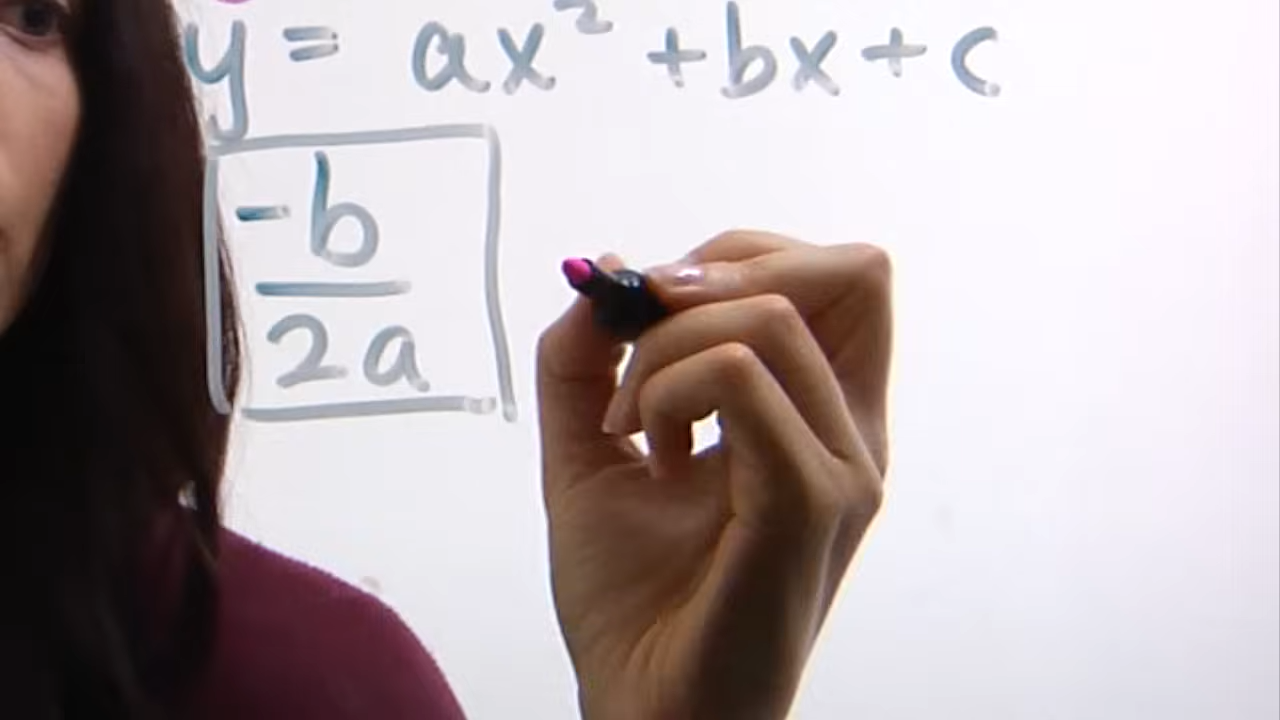 y = ax² + bx + c
-b
2a